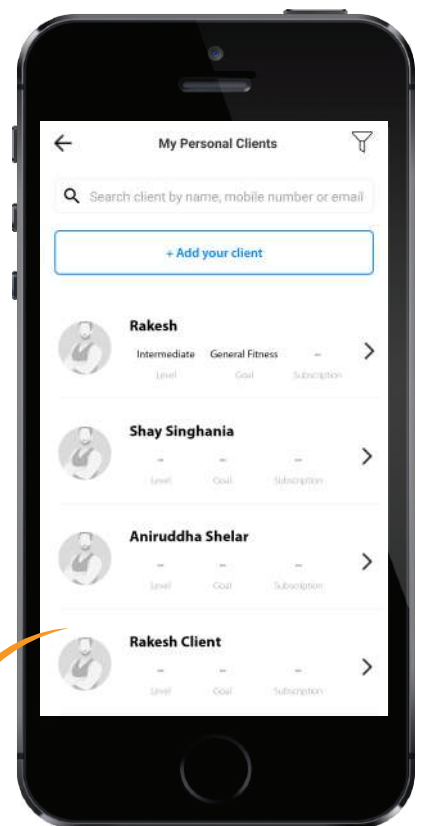 My Personal Clients
Search client by name, mobile number or email
+ Add your client
Rakesh
Intermediate General Fitness --
Level Goal Subscription
Shay Singhania
-- -- --
Level Goal Subscription
Aniruddha Shelar
-- -- --
Level Goal Subscription
Rakesh Client
-- -- --
Level Goal Subscription